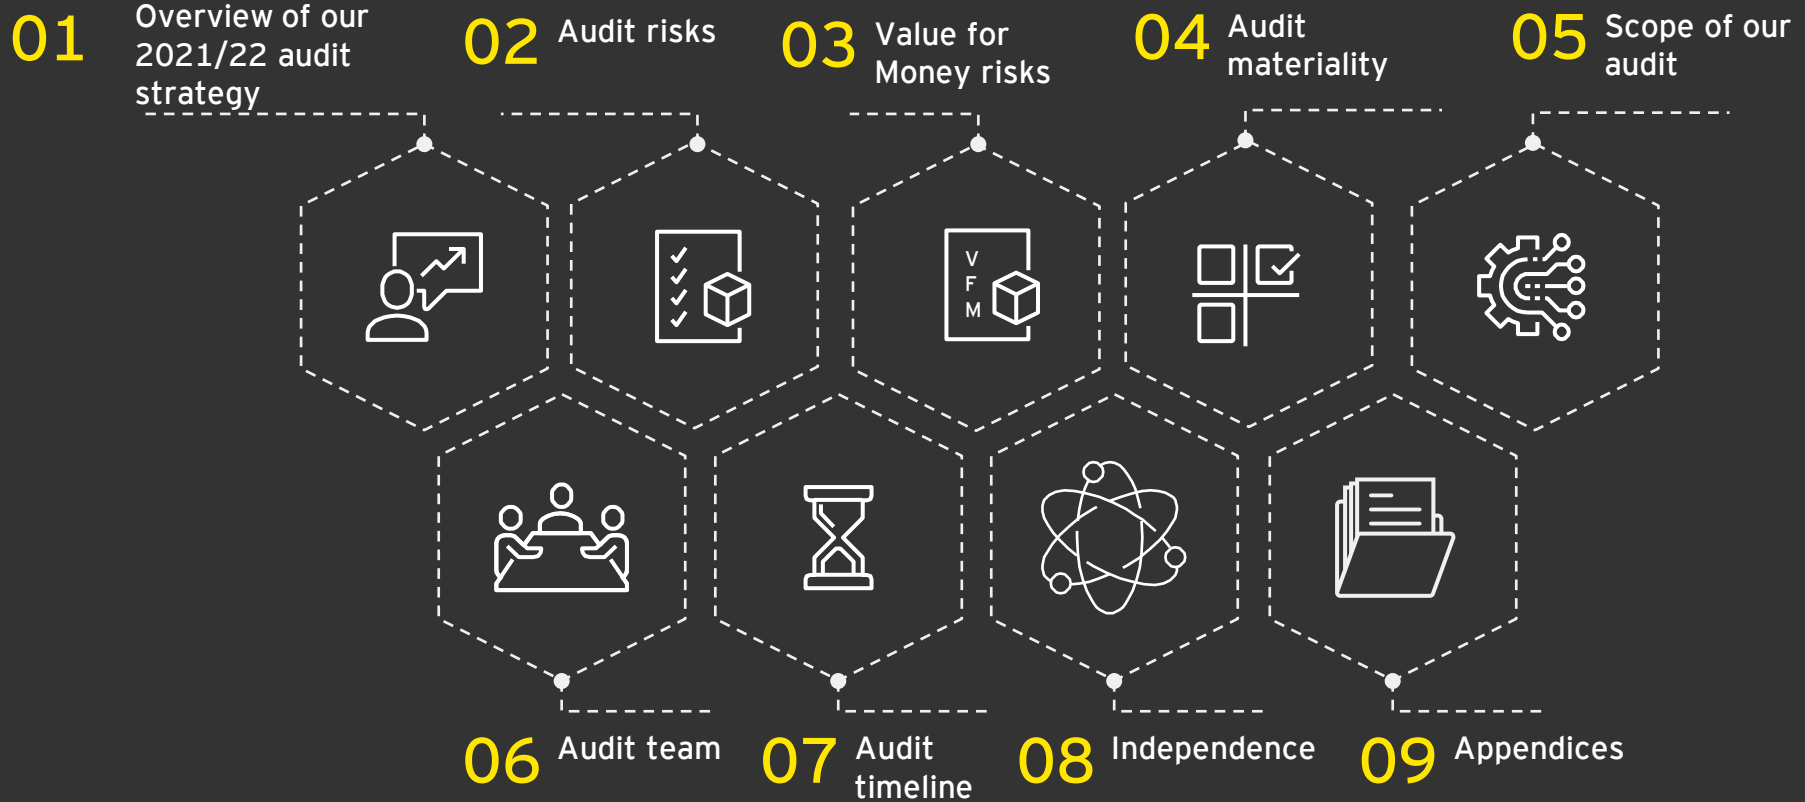 01 Overview of our
2021/22 audit
strategy
02 Audit risks
03 Value for
Money risks
04 Audit
materiality
05 Scope of our
audit
V
F
M
06 Audit team
07 Audit
timeline
08 Independence
09 Appendices